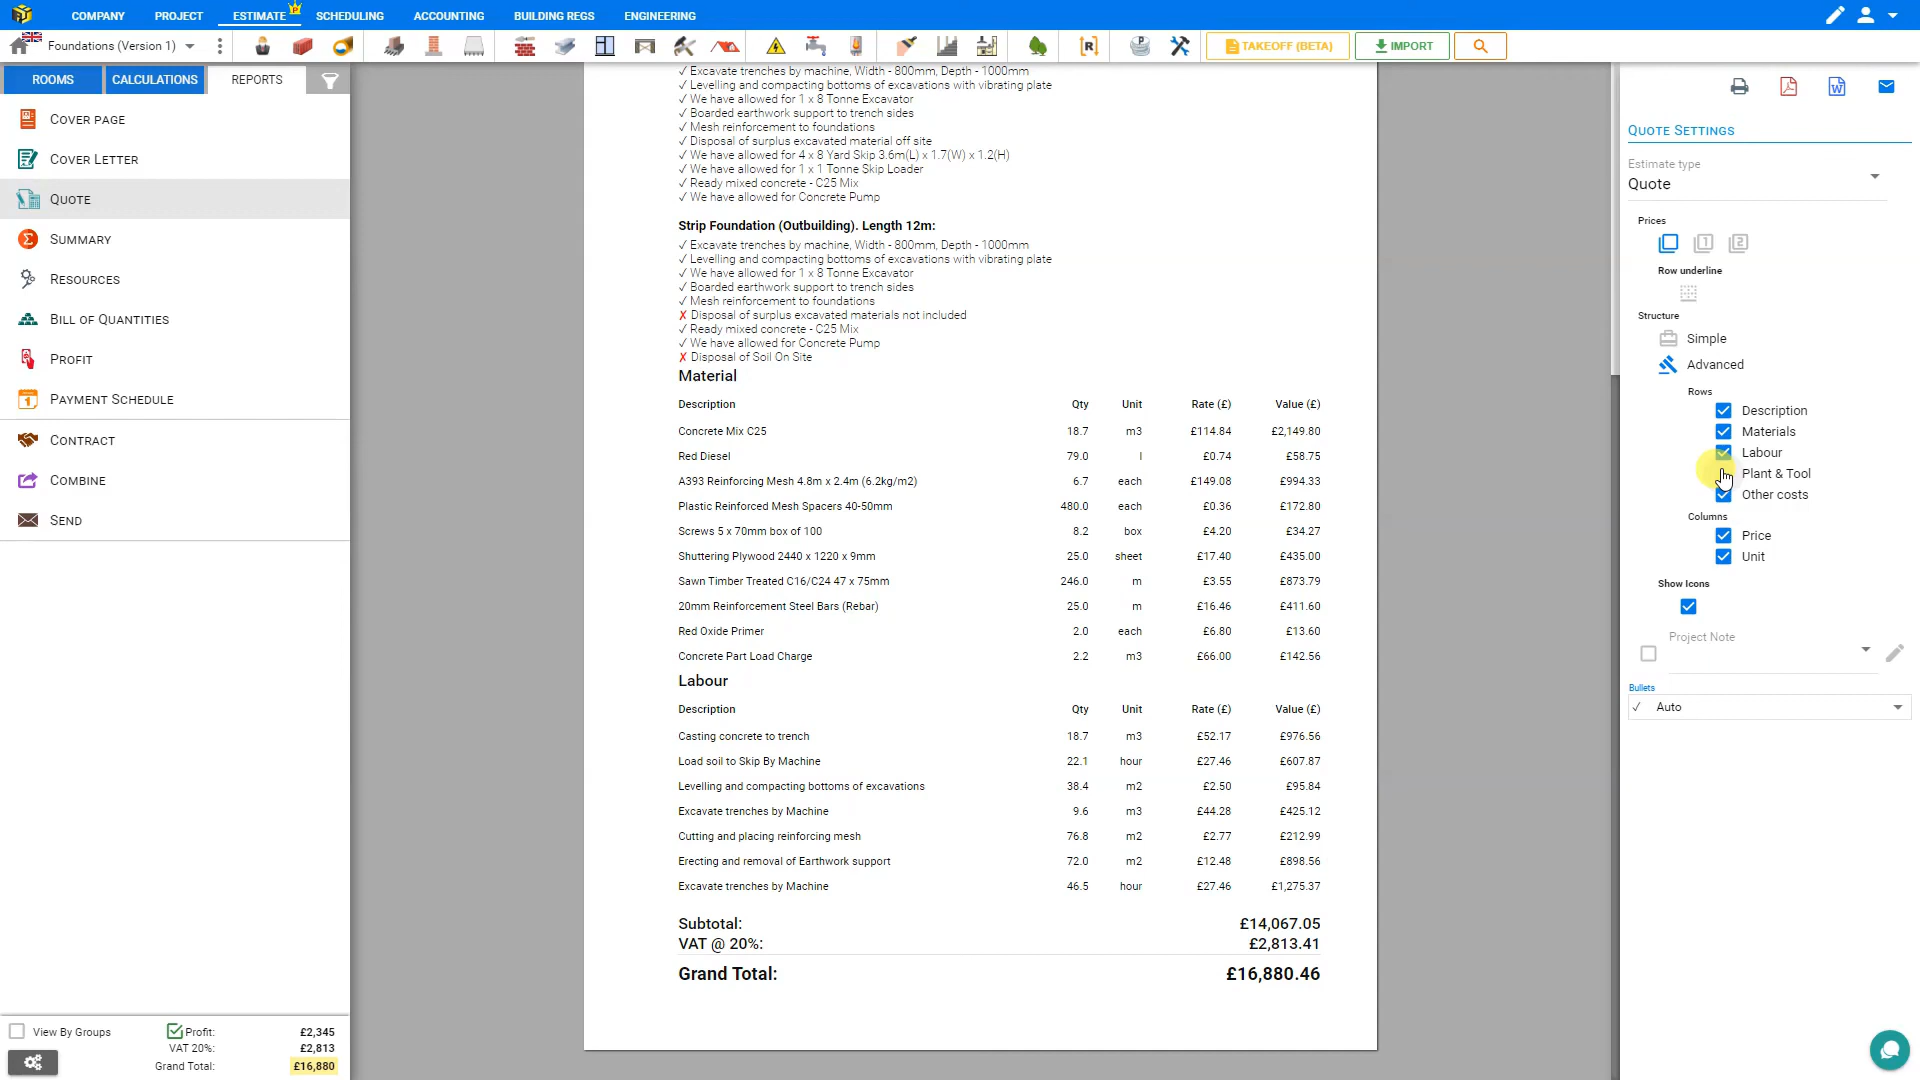 COMPANY
PROJECT
ESTIMATE
SCHEDULING
ACCOUNTING
BUILDING REGS
ENGINEERING
Foundations (Version 1)
TAKEOFF (BETA)
IMPORT
ROOMS
CALCULATIONS
REPORTS
COVER PAGE
COVER LETTER
QUOTE
SUMMARY
RESOURCES
BILL OF QUANTITIES
PROFIT
PAYMENT SCHEDULE
CONTRACT
COMBINE
SEND
View By Groups
Profit: £2,345
VAT 20%: £2,813
Grand Total: £16,880
✓ Excavate trenches by machine, Width - 800mm, Depth - 1000mm
✓ Levelling and compacting bottoms of excavations with vibrating plate
✓ We have allowed for 1 x 8 Tonne Excavator
✓ Boarded earthwork support to trench sides
✓ Mesh reinforcement to foundations
✓ Disposal of surplus excavated material off site
✓ We have allowed for 4 x 8 Yard Skip 3.6m(L) x 1.7(W) x 1.2(H)
✓ We have allowed for 1 x 1 Tonne Skip Loader
✓ Ready mixed concrete - C25 Mix
✓ We have allowed for Concrete Pump
Strip Foundation (Outbuilding). Length 12m:
✓ Excavate trenches by machine, Width - 800mm, Depth - 1000mm
✓ Levelling and compacting bottoms of excavations with vibrating plate
✓ We have allowed for 1 x 8 Tonne Excavator
✓ Boarded earthwork support to trench sides
✓ Mesh reinforcement to foundations
✗ Disposal of surplus excavated materials not included
✓ Ready mixed concrete - C25 Mix
✓ We have allowed for Concrete Pump
✗ Disposal of Soil On Site
Material
Description Qty Unit Rate (£) Value (£)
Concrete Mix C25 18.7 m3 £114.84 £2,149.80
Red Diesel 79.0 l £0.74 £58.75
A393 Reinforcing Mesh 4.8m x 2.4m (6.2kg/m2) 6.7 each £149.08 £994.33
Plastic Reinforced Mesh Spacers 40-50mm 480.0 each £0.36 £172.80
Screws 5 x 70mm box of 100 8.2 box £4.20 £34.27
Shuttering Plywood 2440 x 1220 x 9mm 25.0 sheet £17.40 £435.00
Sawn Timber Treated C16/C24 47 x 75mm 246.0 m £3.55 £873.79
20mm Reinforcement Steel Bars (Rebar) 25.0 m £16.46 £411.60
Red Oxide Primer 2.0 each £6.80 £13.60
Concrete Part Load Charge 2.2 m3 £66.00 £142.56
Labour
Description Qty Unit Rate (£) Value (£)
Casting concrete to trench 18.7 m3 £52.17 £976.56
Load soil to Skip By Machine 22.1 hour £27.46 £607.87
Levelling and compacting bottoms of excavations 38.4 m2 £2.50 £95.84
Excavate trenches by Machine 9.6 m3 £44.28 £425.12
Cutting and placing reinforcing mesh 76.8 m2 £2.77 £212.99
Erecting and removal of Earthwork support 72.0 m2 £12.48 £898.56
Excavate trenches by Machine 46.5 hour £27.46 £1,275.37
Subtotal: £14,067.05
VAT @ 20%: £2,813.41
Grand Total: £16,880.46
QUOTE SETTINGS
Estimate type
Quote
Prices
1
2
Row underline
Structure
Simple
Advanced
Rows
Description
Materials
Labour
Plant & Tool
Other costs
Columns
Price
Unit
Show Icons
Project Note
Bullets
✓ Auto